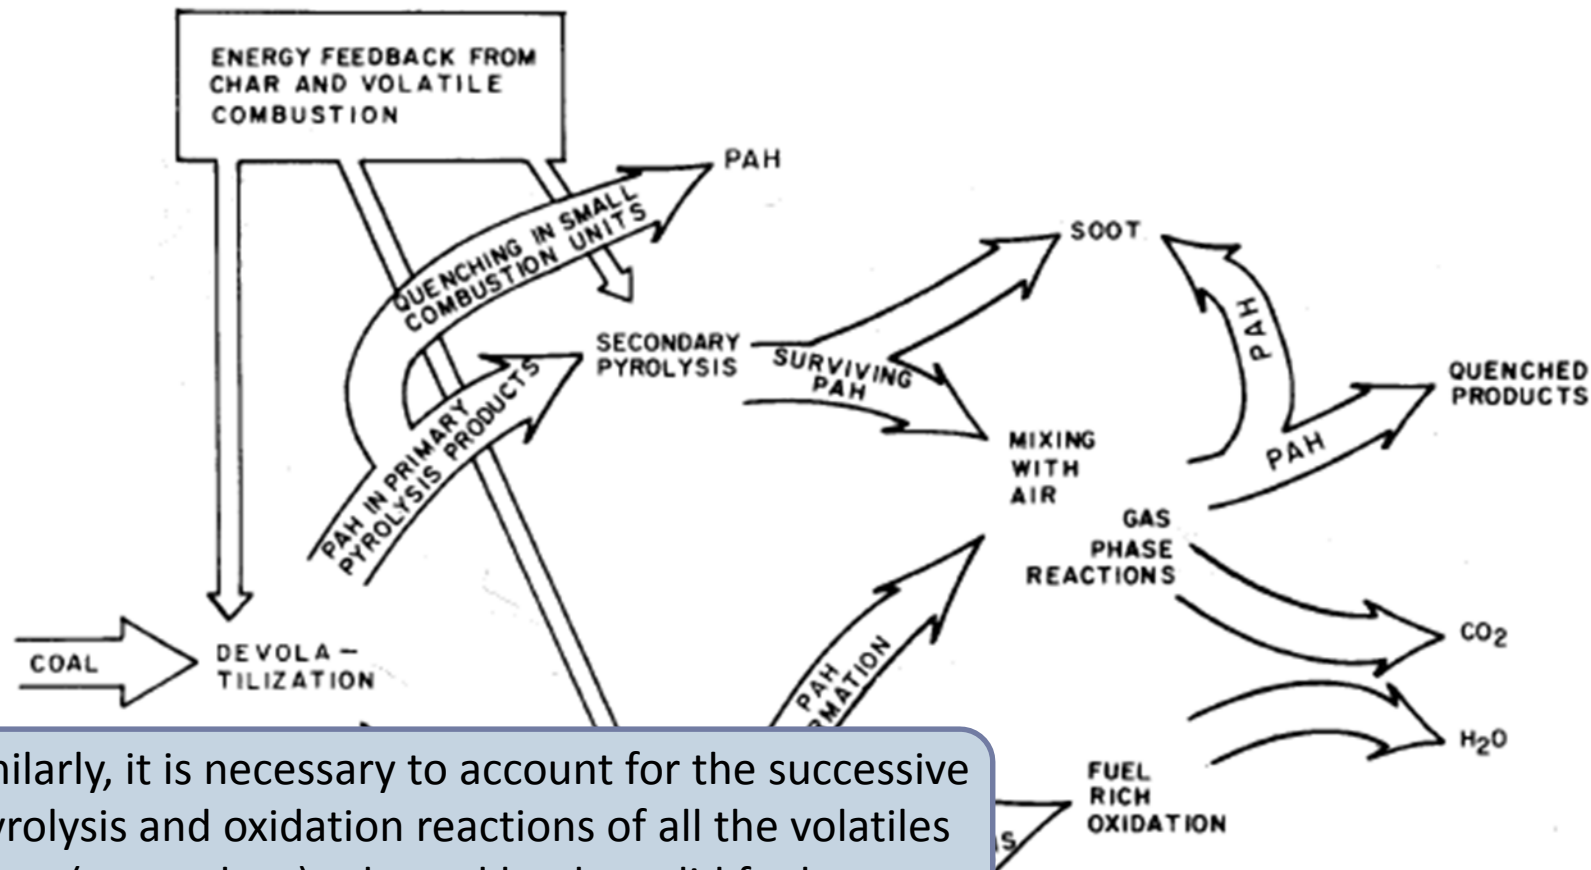 ENERGY FEEDBACK FROM
CHAR AND VOLATILE
COMBUSTION
PAH
QUENCHING IN SMALL
COMBUSTION UNITS
SOOT
PAH
SECONDARY
PYROLYSIS
SURVIVING
PAH
QUENCHED
PRODUCTS
PAH IN PRIMARY
PYROLYSIS PRODUCTS
MIXING
WITH
AIR
PAH
GAS
PHASE
REACTIONS
COAL
DEVOLA-
TILIZATION
CO2
PAH
H2O
FUEL
RICH
OXIDATION
it is necessary to account for the successive
and oxidation reactions of all the volatiles